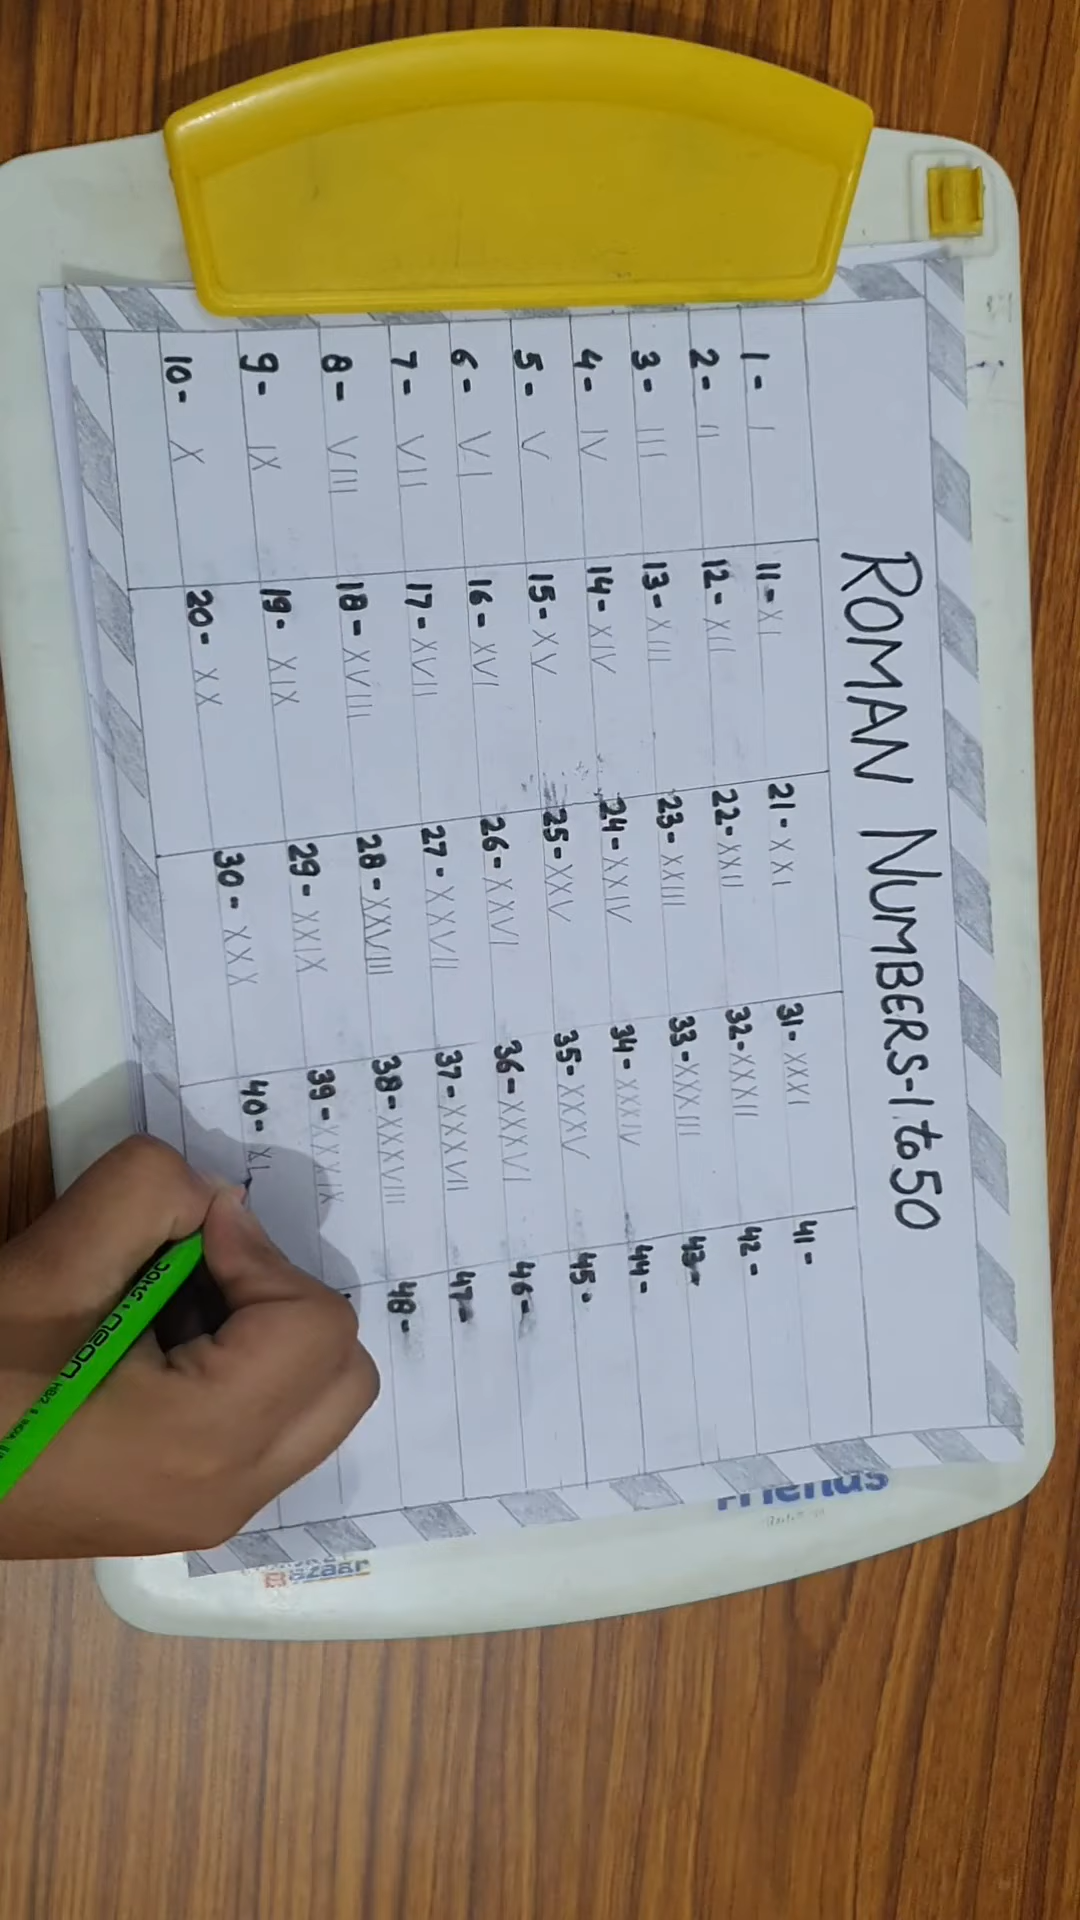 ROMAN NUMBERS-1 to 50
1- I
2- II
3- III
4- IV
5- V
6- VI
7- VII
8- VIII
9- IX
10- X
11- XI
12- XII
13- XIII
14- XIV
15- XV
16- XVI
17- XVII
18- XVIII
19- XIX
20- XX
21- XXI
22- XXII
23- XXIII
24- XXIV
25- XXV
26- XXVI
27- XXVII
28- XXVIII
29- XXIX
30- XXX
31- XXXI
32- XXXII
33- XXXIII
34- XXXIV
35- XXXV
36- XXXVI
37- XXXVII
38- XXXVIII
39- XXXIX
40- XL
41-
42-
43-
44-
45-
46-
47-
48-
Friends
Bazaar
neon